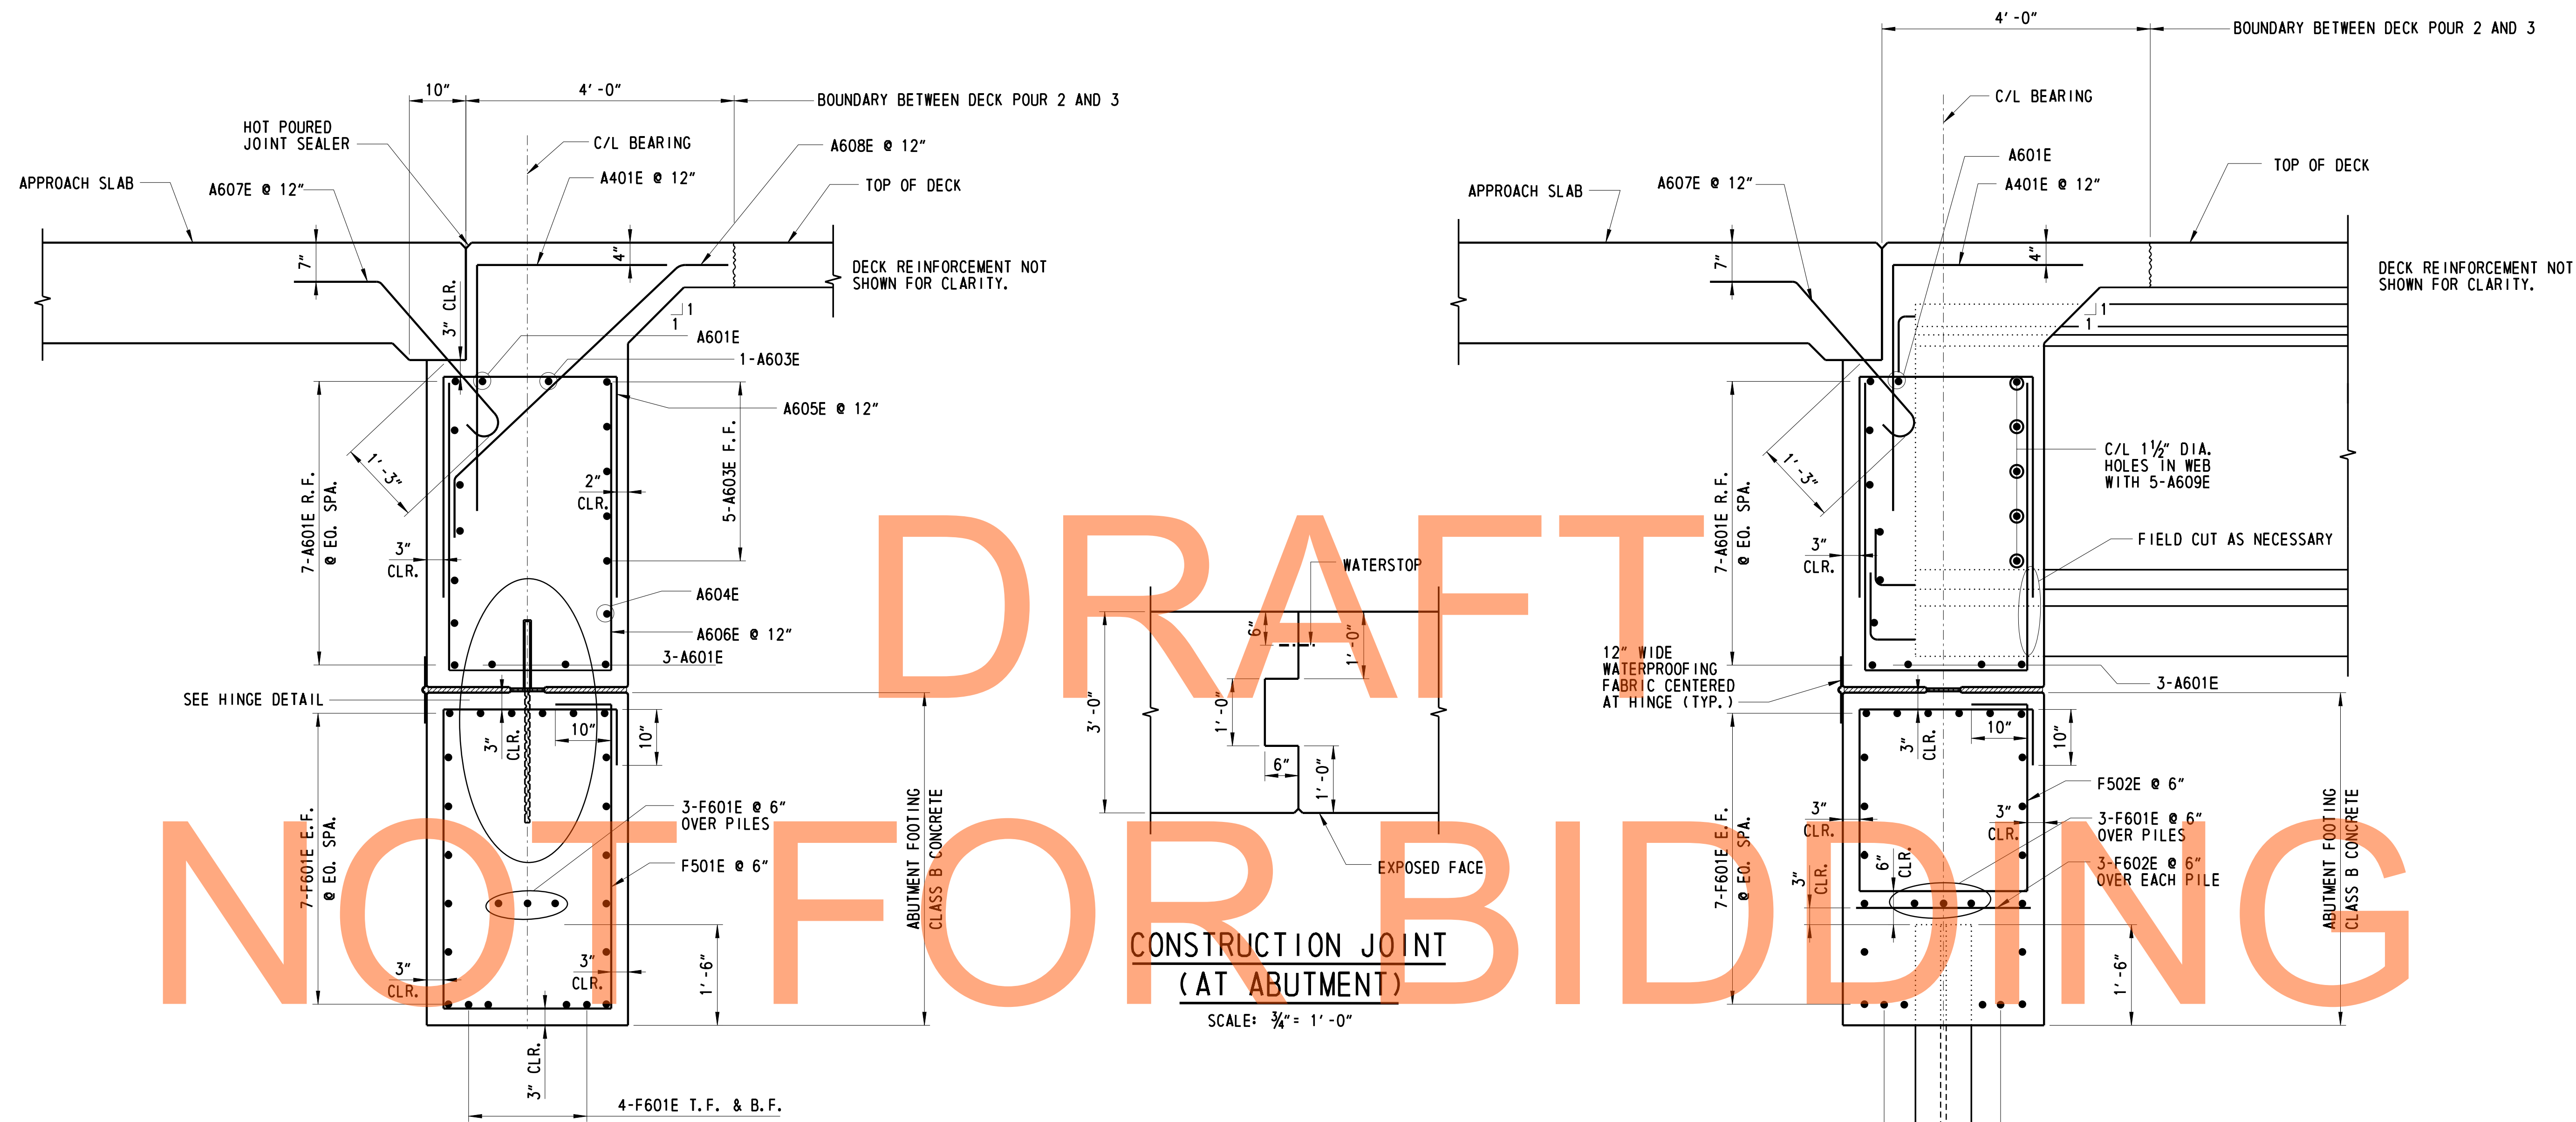 4'-0"
BOUNDARY BETWEEN DECK POUR 2 AND 3
10"
4'-0"
BOUNDARY BETWEEN DECK POUR 2 AND 3
HOT POURED
JOINT SEALER
C/L BEARING
A608E @ 12"
APPROACH SLAB
A607E @ 12"
A401E @ 12"
TOP OF DECK
7"
3" CLR.
4"
DECK REINFORCEMENT NOT
SHOWN FOR CLARITY.
1
1
A601E
1-A603E
A605E @ 12"
7-A601E R.F.
@ EQ. SPA.
1'-3"
2"
CLR.
5-A603E F.F.
3"
CLR.
A604E
A606E @ 12"
3-A601E
SEE HINGE DETAIL
3"
CLR.
10"
10"
7-F601E E.F.
@ EQ. SPA.
3-F601E @ 6"
OVER PILES
F501E @ 6"
ABUTMENT FOOTING
CLASS B CONCRETE
3"
CLR.
3"
CLR.
1'-6"
3" CLR.
4-F601E T.F. & B.F.
WATERSTOP
6"
1'-0"
3'-0"
1'-0"
6"
1'-0"
EXPOSED FACE
CONSTRUCTION JOINT
(AT ABUTMENT)
SCALE: ¾"= 1'-0"
C/L BEARING
A601E
APPROACH SLAB
A607E @ 12"
A401E @ 12"
TOP OF DECK
7"
4"
DECK REINFORCEMENT NOT
SHOWN FOR CLARITY.
1
1
7-A601E R.F.
@ EQ. SPA.
1'-3"
C/L 1½" DIA.
HOLES IN WEB
WITH 5-A609E
3"
CLR.
FIELD CUT AS NECESSARY
12" WIDE
WATERPROOFING
FABRIC CENTERED
AT HINGE (TYP.)
3-A601E
3"
CLR.
10"
10"
7-F601E E.F.
@ EQ. SPA.
F502E @ 6"
3"
CLR.
3"
CLR.
3-F601E @ 6"
OVER PILES
6"
CLR.
3"
CLR.
3-F602E @ 6"
OVER EACH PILE
ABUTMENT FOOTING
CLASS B CONCRETE
1'-6"
DRAFT
NOT FOR BIDDING